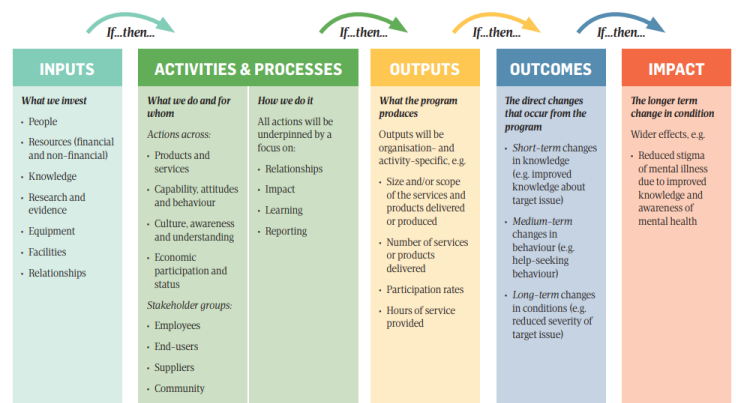 If...then...
If...then...
If...then...
If...then...
INPUTS
What we invest
• People
• Resources (financial
and non-financial)
• Knowledge
• Research and
evidence
• Equipment
• Facilities
• Relationships
ACTIVITIES & PROCESSES
What we do and for
whom
Actions across:
• Products and
services
• Capability, attitudes
and behaviour
• Culture, awareness
and understanding
• Economic
participation and
status
Stakeholder groups:
• Employees
• End-users
• Suppliers
• Community
How we do it
All actions will be
underpinned by a
focus on:
• Relationships
• Impact
• Learning
• Reporting
OUTPUTS
What the program
produces
Outputs will be
organisation- and
activity-specific, e.g.
• Size and/or scope
of the services and
products delivered
or produced
• Number of services
or products
delivered
• Participation rates
• Hours of service
provided
OUTCOMES
The direct changes
that occur from the
program
• Short-term changes
in knowledge
(e.g. improved
knowledge about
target issue)
• Medium-term
changes in
behaviour (e.g.
help-seeking
behaviour)
• Long-term changes
in conditions (e.g.
reduced severity of
target issue)
IMPACT
The longer term
change in condition
Wider effects, e.g.
• Reduced stigma
of mental illness
due to improved
knowledge and
awareness of
mental health